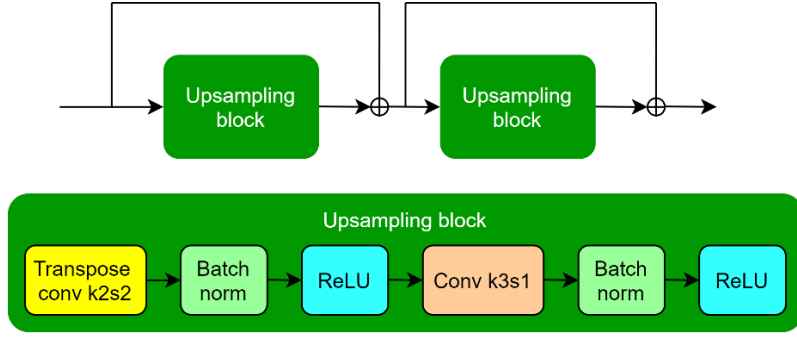 Upsampling
block
Upsampling
block
Upsampling block
Transpose
conv k2s2
Batch
norm
ReLU
Conv k3s1
Batch
norm
ReLU